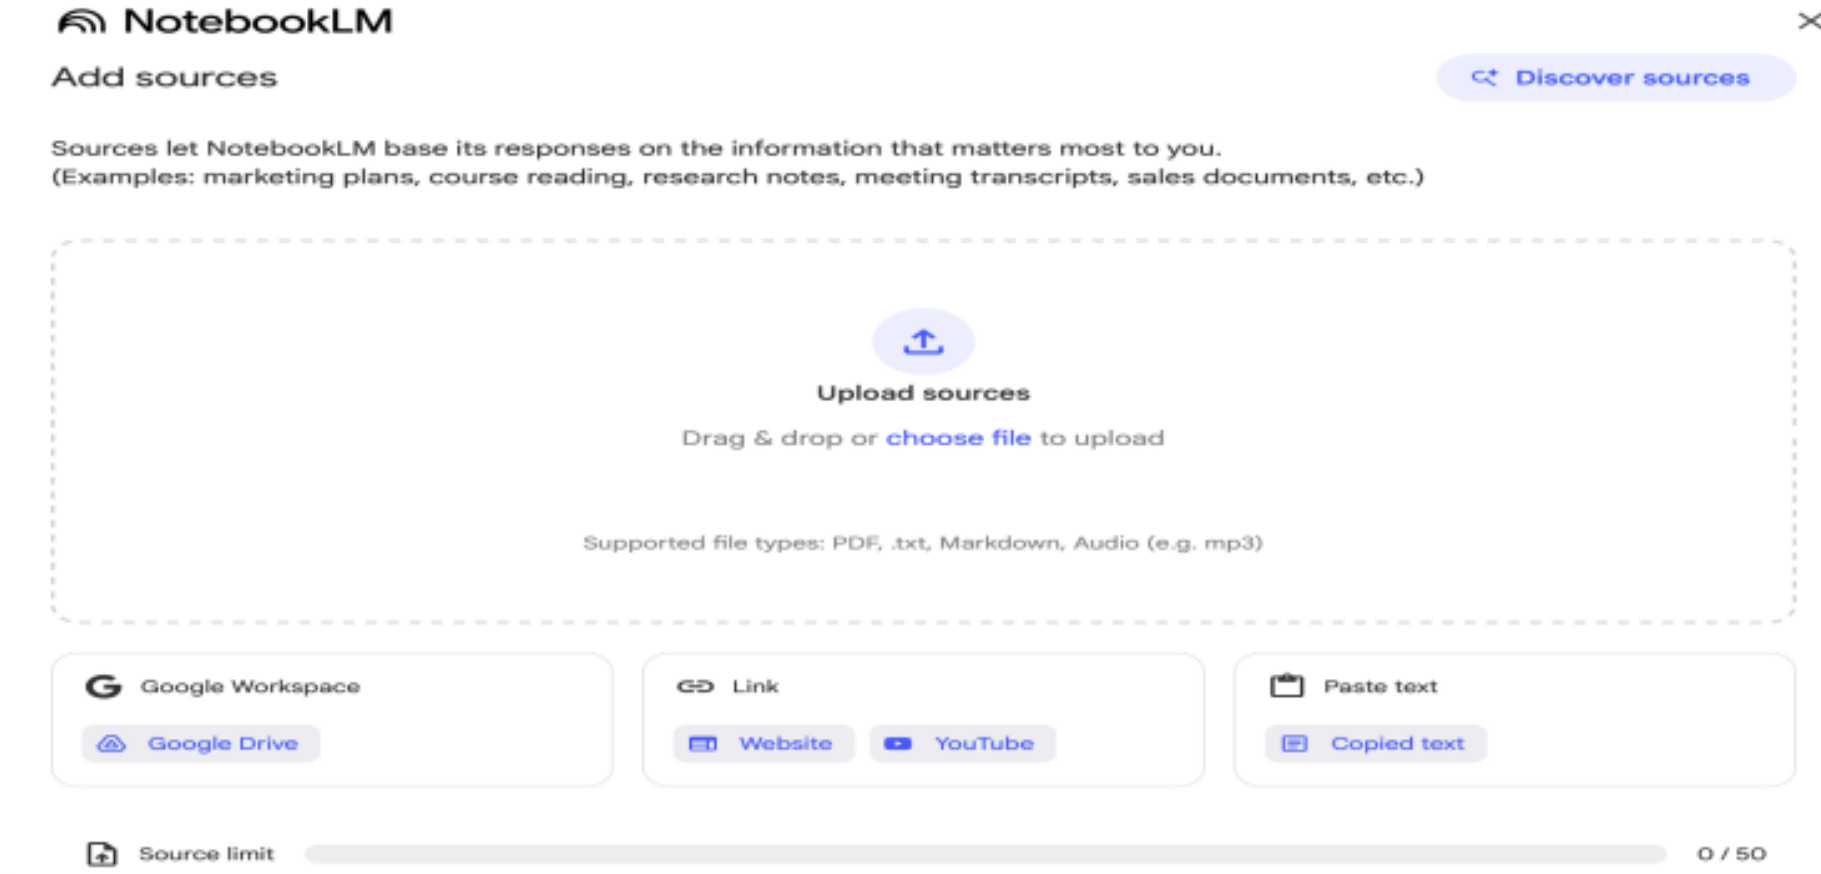 NotebookLM
Add sources
Discover sources
Sources let NotebookLM base its responses on the information that matters most to you.
(Examples: marketing plans, course reading, research notes, meeting transcripts, sales documents, etc.)
Upload sources
Drag & drop or choose file to upload
Supported file types: PDF, .txt, Markdown, Audio (e.g. mp3)
Google Workspace
Google Drive
Link
Website
YouTube
Paste text
Copied text
Source limit
0 / 50